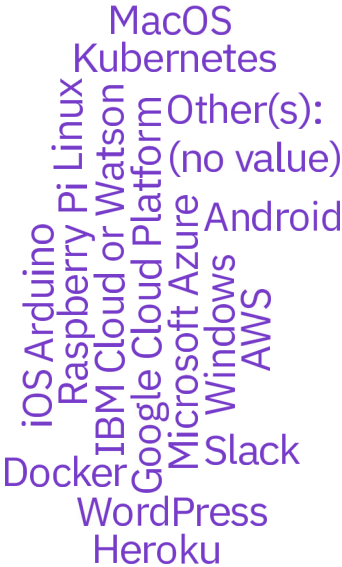 MacOS
Kubernetes
Linux
Other(s):
(no value)
Raspberry Pi
IBM Cloud or Watson
Google Cloud Platform
Microsoft Azure
Android
Arduino
iOS
Windows
AWS
Slack
Docker
WordPress
Heroku